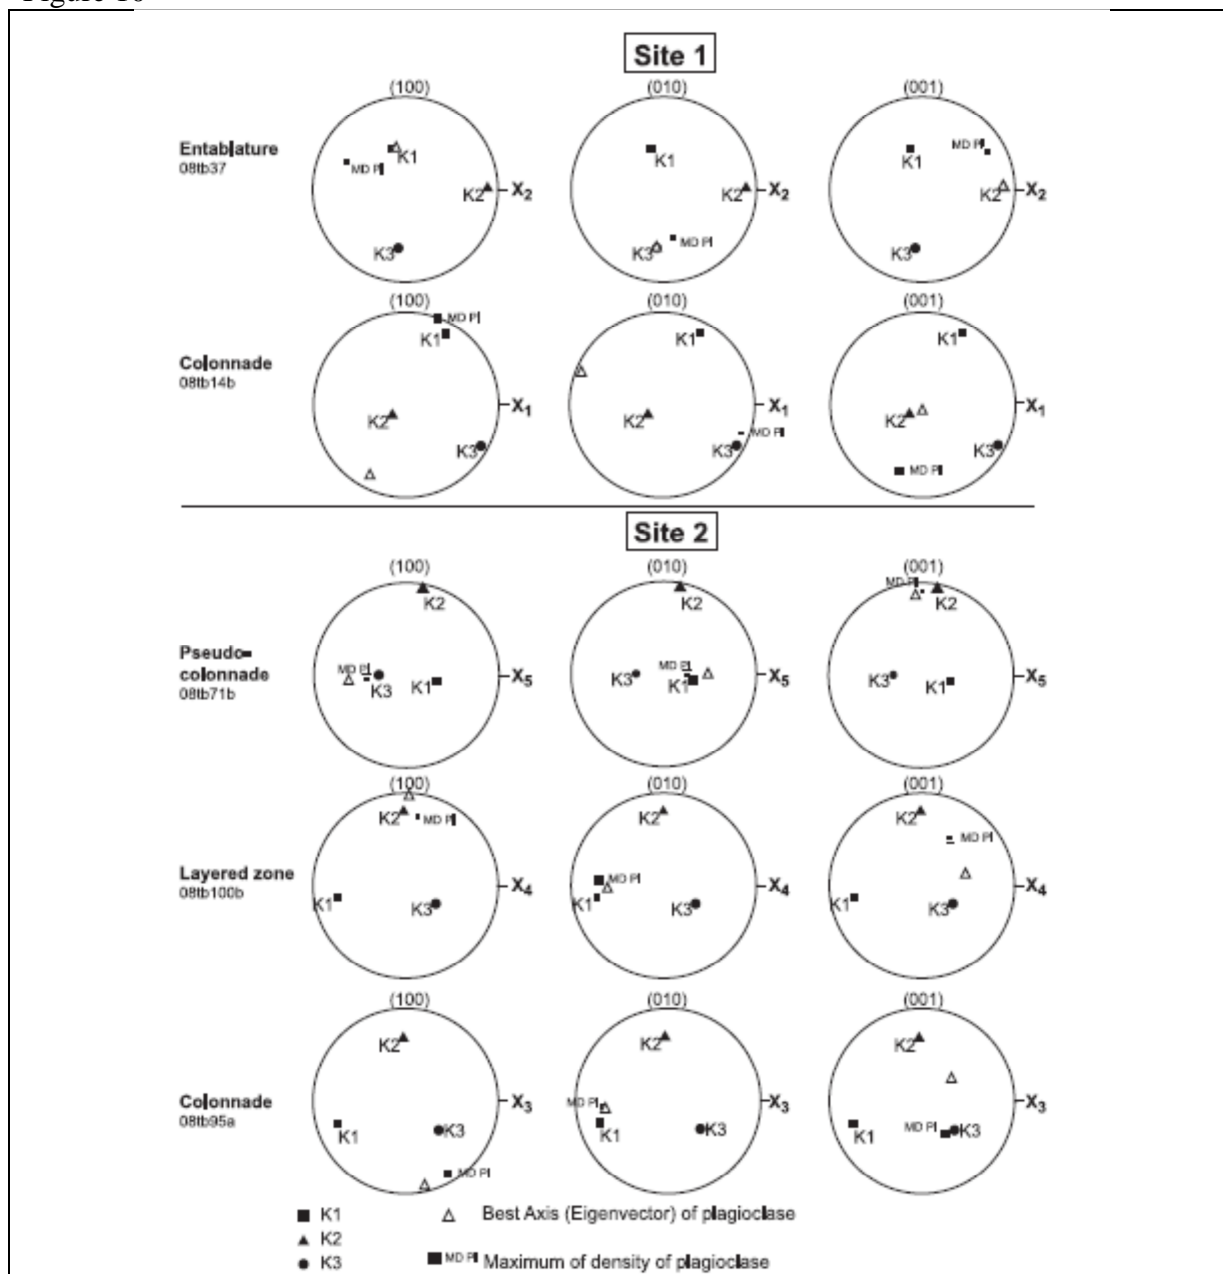 Site 1
(100) (010) (001)
Entablature
08tb37
K1 MD Pl K2 X2 K3
K1 K2 X2 K3 MD Pl
MD Pl K1 K2 X2 K3
(100) (010) (001)
Colonnade
08tb14b
MD Pl K1 X1 K2 K3
K1 X1 K2 MD Pl K3
K1 X1 K2 K3 MD Pl
Site 2
(100) (010) (001)
Pseudo-
colonnade
08tb71b
K2 MD Pl K3 K1 X5
K2 MD Pl K3 K1 X5
MD Pl K2 K3 K1 X5
(100) (010) (001)
Layered zone
08tb100b
K2 MD Pl X4 K1 K3
K2 MD Pl X4 K1 K3
K2 MD Pl X4 K1 K3
(100) (010) (001)
Colonnade
08tb95a
K2 X3 K1 K3 MD Pl
K2 MD Pl X3 K1 K3
K2 X3 K1 MD Pl K3
K1 Best Axis (Eigenvector) of plagioclase
K2
K3 MD Pl Maximum of density of plagioclase